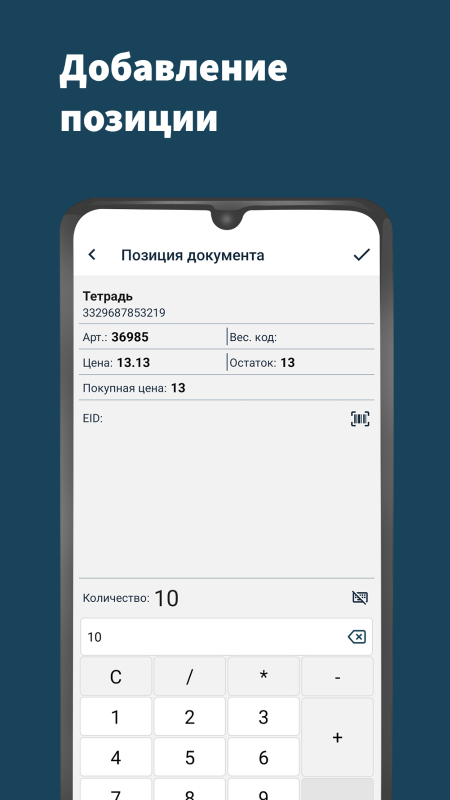 Добавление
позиции
Позиция документа
Тетрадь
3329687853219
Арт.: 36985 Вес. код:
Цена: 13.13 Остаток: 13
Покупная цена: 13
EID:
Количество: 10
10
C / * -
1 2 3
+
4 5 6
7 8 9